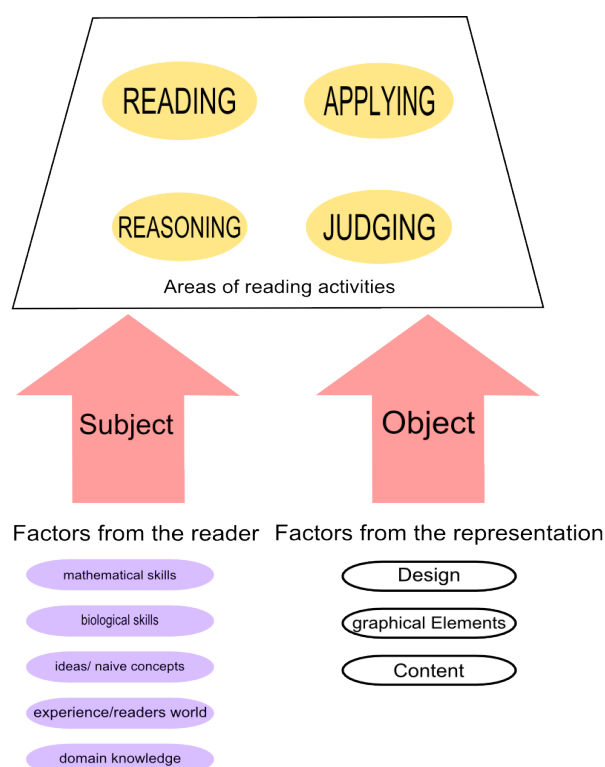 READING
APPLYING
REASONING
JUDGING
Areas of reading activities
Subject
Object
Factors from the reader
Factors from the representation
mathematical skills
biological skills
ideas/ naive concepts
experience/readers world
domain knowledge
Design
graphical Elements
Content